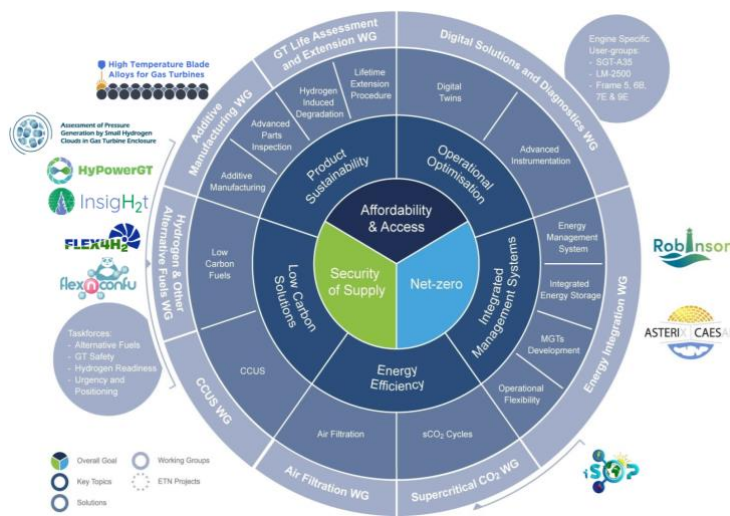 High Temperature Blade
Alloys for Gas Turbines
Assessment of Pressure
Generation by Small Hydrogen
Clouds in Gas Turbine Enclosure
HyPowerGT
InsigH₂t
FLEX4H₂
flexnconfu
Taskforces:
- Alternative Fuels
- GT Safety
- Hydrogen Readiness
- Urgency and
Positioning
Overall Goal
Key Topics
Solutions
Working Groups
ETN Projects
Additive
Manufacturing WG
GT Life Assessment
and Extension WG
Digital Solutions and Diagnostics WG
Energy Integration WG
Supercritical CO₂ WG
Air Filtration WG
CCUS WG
Hydrogen & Other
Alternative Fuels WG
Additive
Manufacturing
Advanced
Parts
Inspection
Hydrogen
Induced
Degradation
Lifetime
Extension
Procedure
Digital
Twins
Advanced
Instrumentation
Energy
Management
System
Integrated
Energy Storage
MGTs
Development
Operational
Flexibility
sCO₂ Cycles
Air Filtration
CCUS
Low
Carbon
Fuels
Product
Sustainability
Operational
Optimisation
Integrated
Management Systems
Energy
Efficiency
Low Carbon
Solutions
Affordability
& Access
Security
of Supply
Net-zero
Engine Specific
User-groups:
- SGT-A35
- LM-2500
- Frame 5, 6B,
7E & 9E
Robinson
ASTERIX CAESA
iSOP